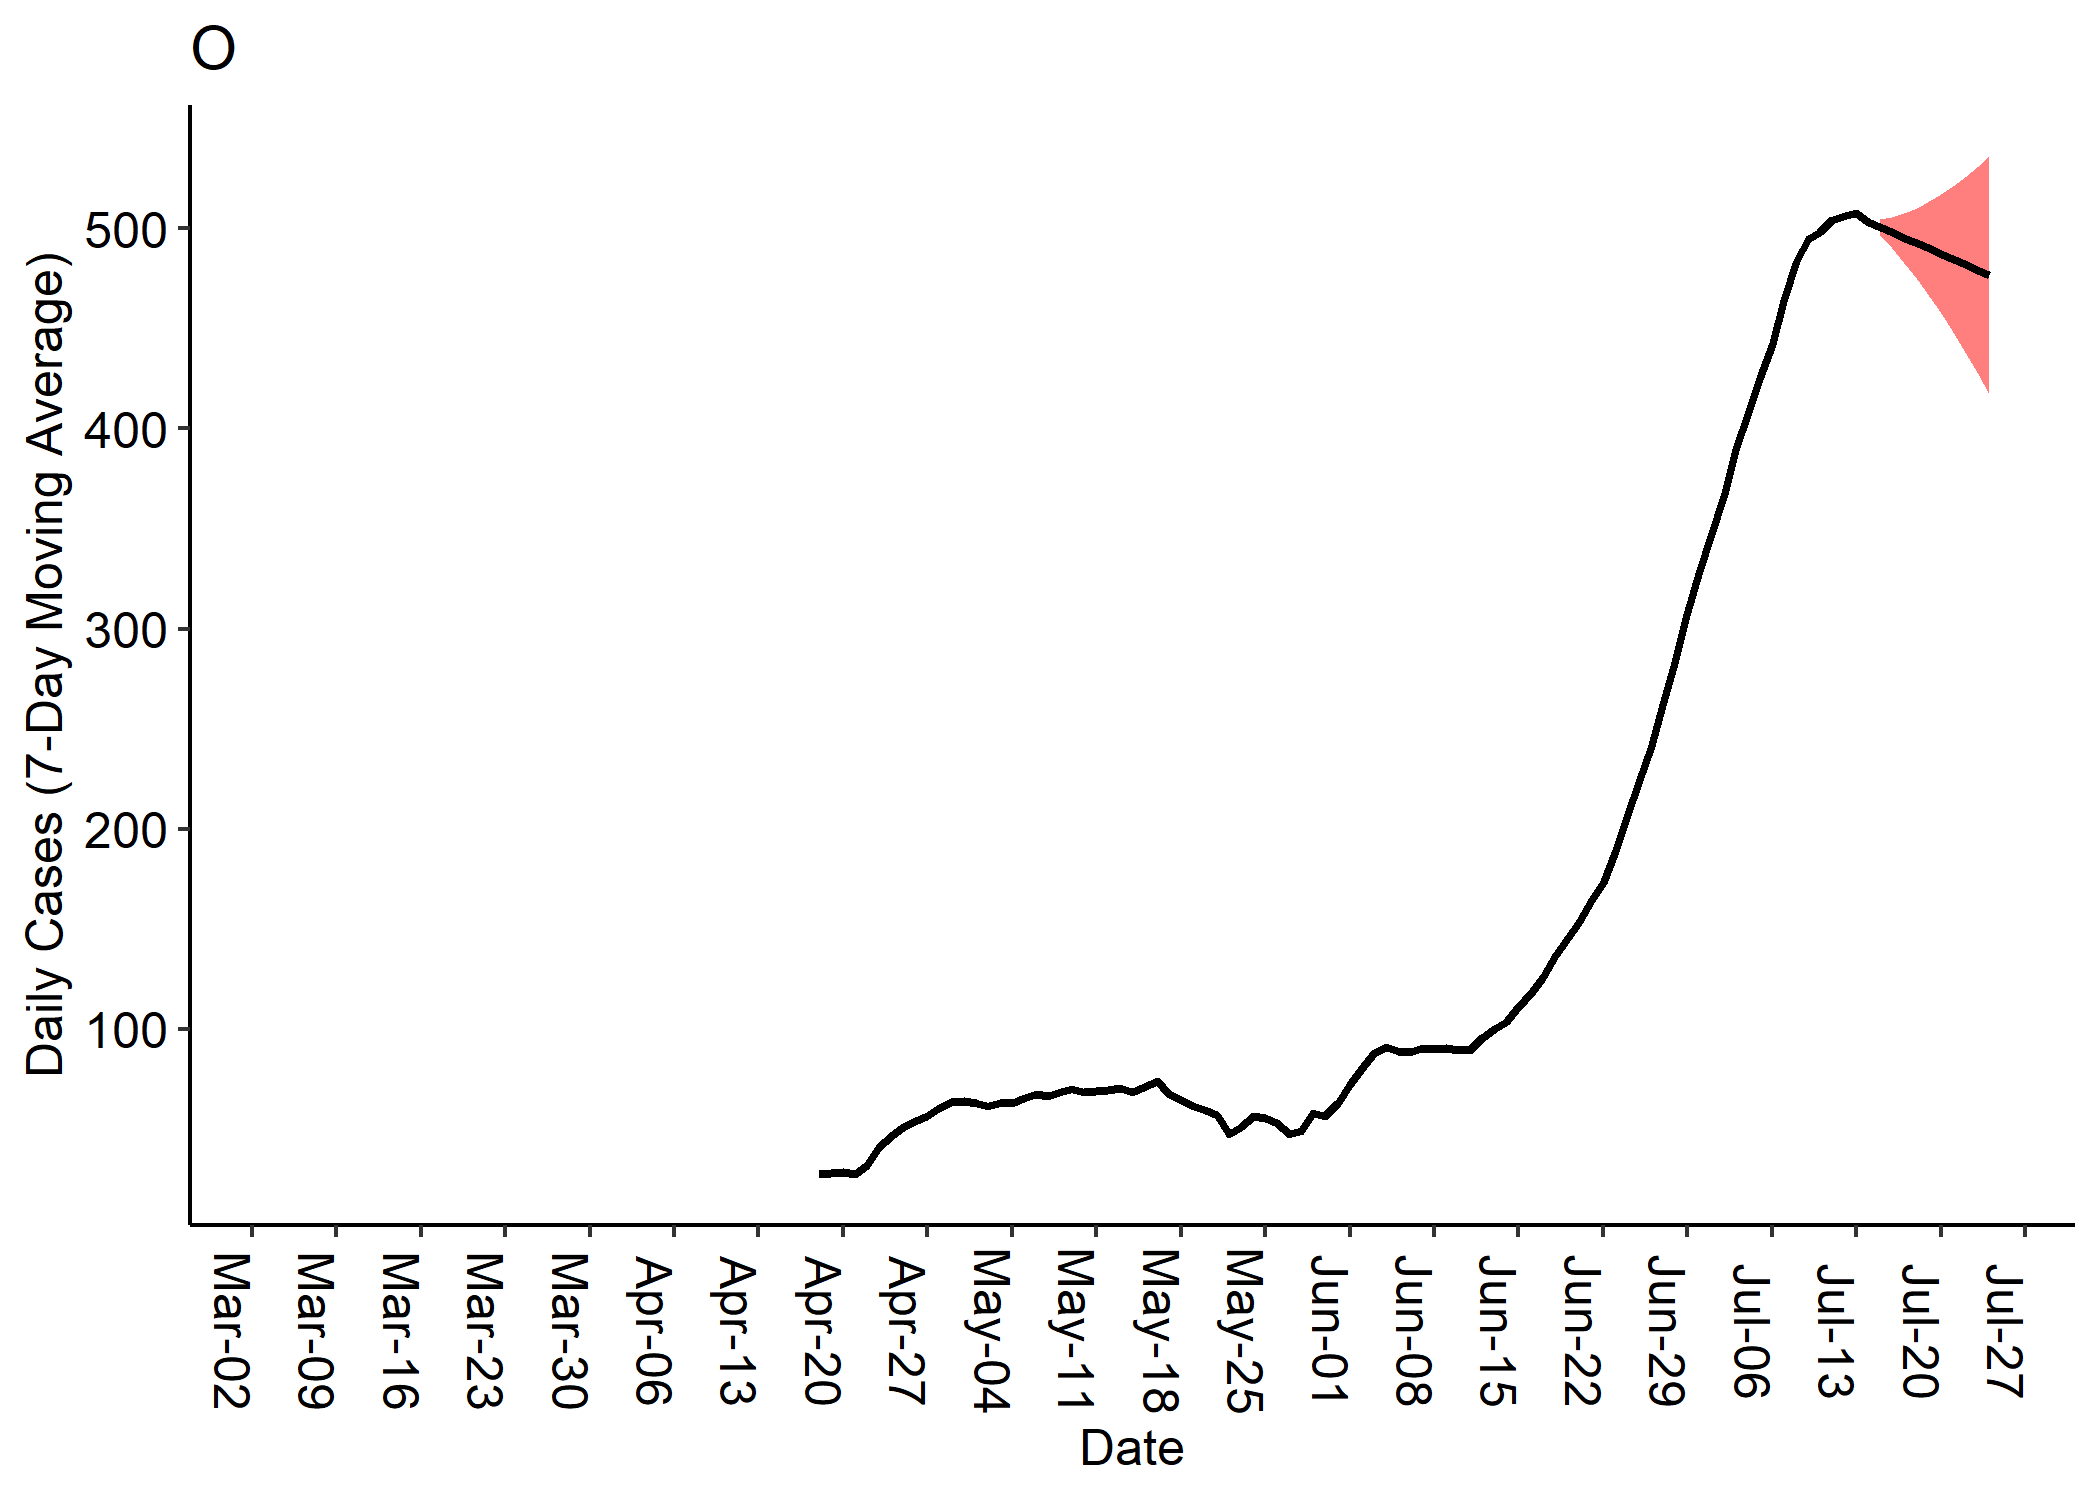 O
Daily Cases (7-Day Moving Average)
500
400
300
200
100
Mar-02
Mar-09
Mar-16
Mar-23
Mar-30
Apr-06
Apr-13
Apr-20
Apr-27
May-04
May-11
May-18
May-25
Jun-01
Jun-08
Jun-15
Jun-22
Jun-29
Jul-06
Jul-13
Jul-20
Jul-27
Date